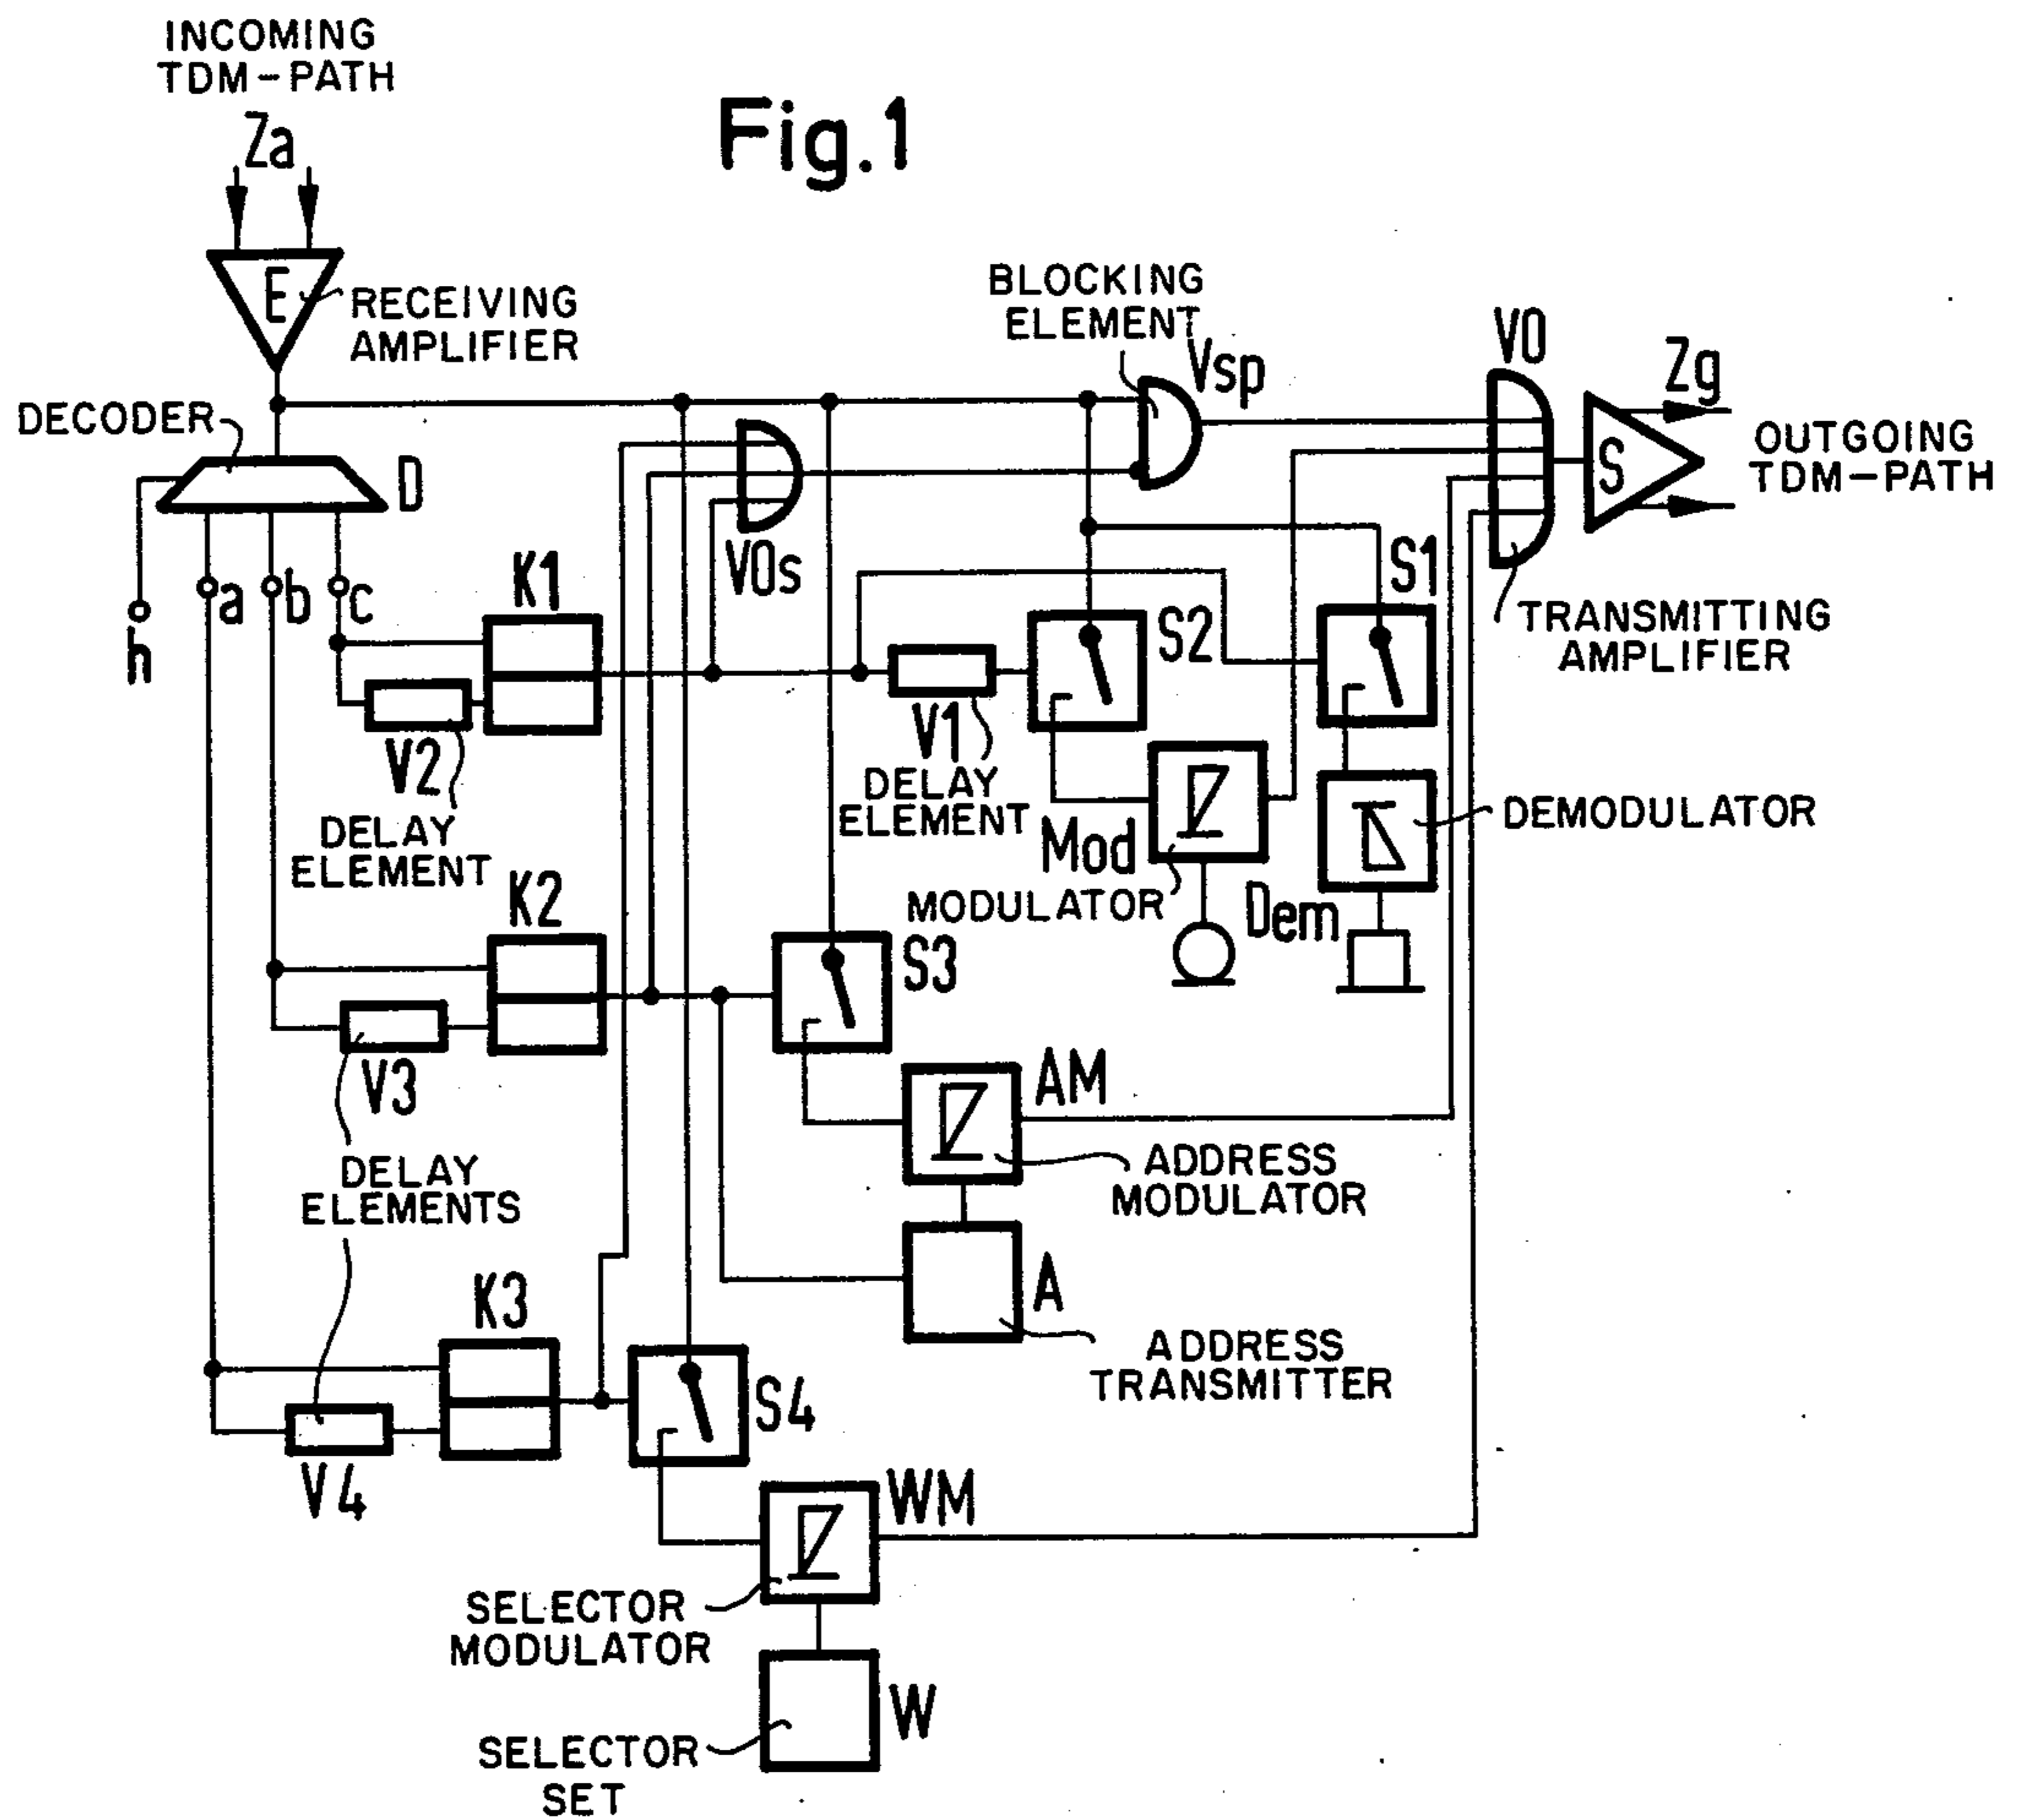 INCOMING
TDM-PATH
Za
Fig.1
E
RECEIVING
AMPLIFIER
BLOCKING
ELEMENT
Vsp
VO
Zg
DECODER
D
S
OUTGOING
TDM-PATH
h
a
b
c
K1
VOs
S2
S1
TRANSMITTING
AMPLIFIER
V2
V1
DELAY
ELEMENT
DELAY
ELEMENT
Mod
MODULATOR
Dem
DEMODULATOR
K2
S3
V3
AM
DELAY
ELEMENTS
ADDRESS
MODULATOR
K3
A
ADDRESS
TRANSMITTER
S4
V4
WM
SELECTOR
MODULATOR
W
SELECTOR
SET